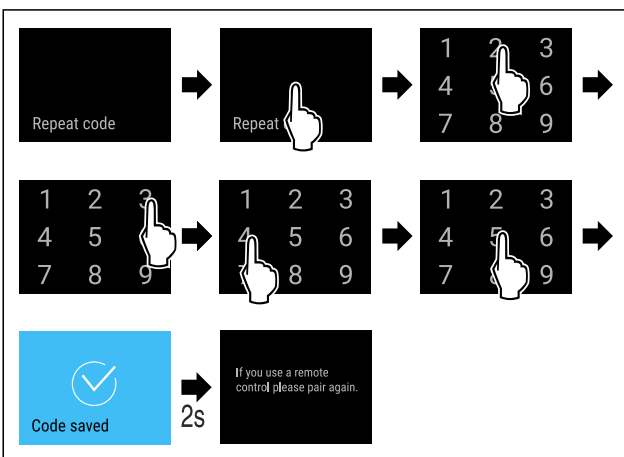 Repeat code
Repeat
1 2 3
4 6
7 8 9
1 2 3
4 5
7 8 9
1 2 3
4 5 6
8 9
1 2 3
4 5 6
7 9
Code saved
2s
If you use a remote
control please pair again.